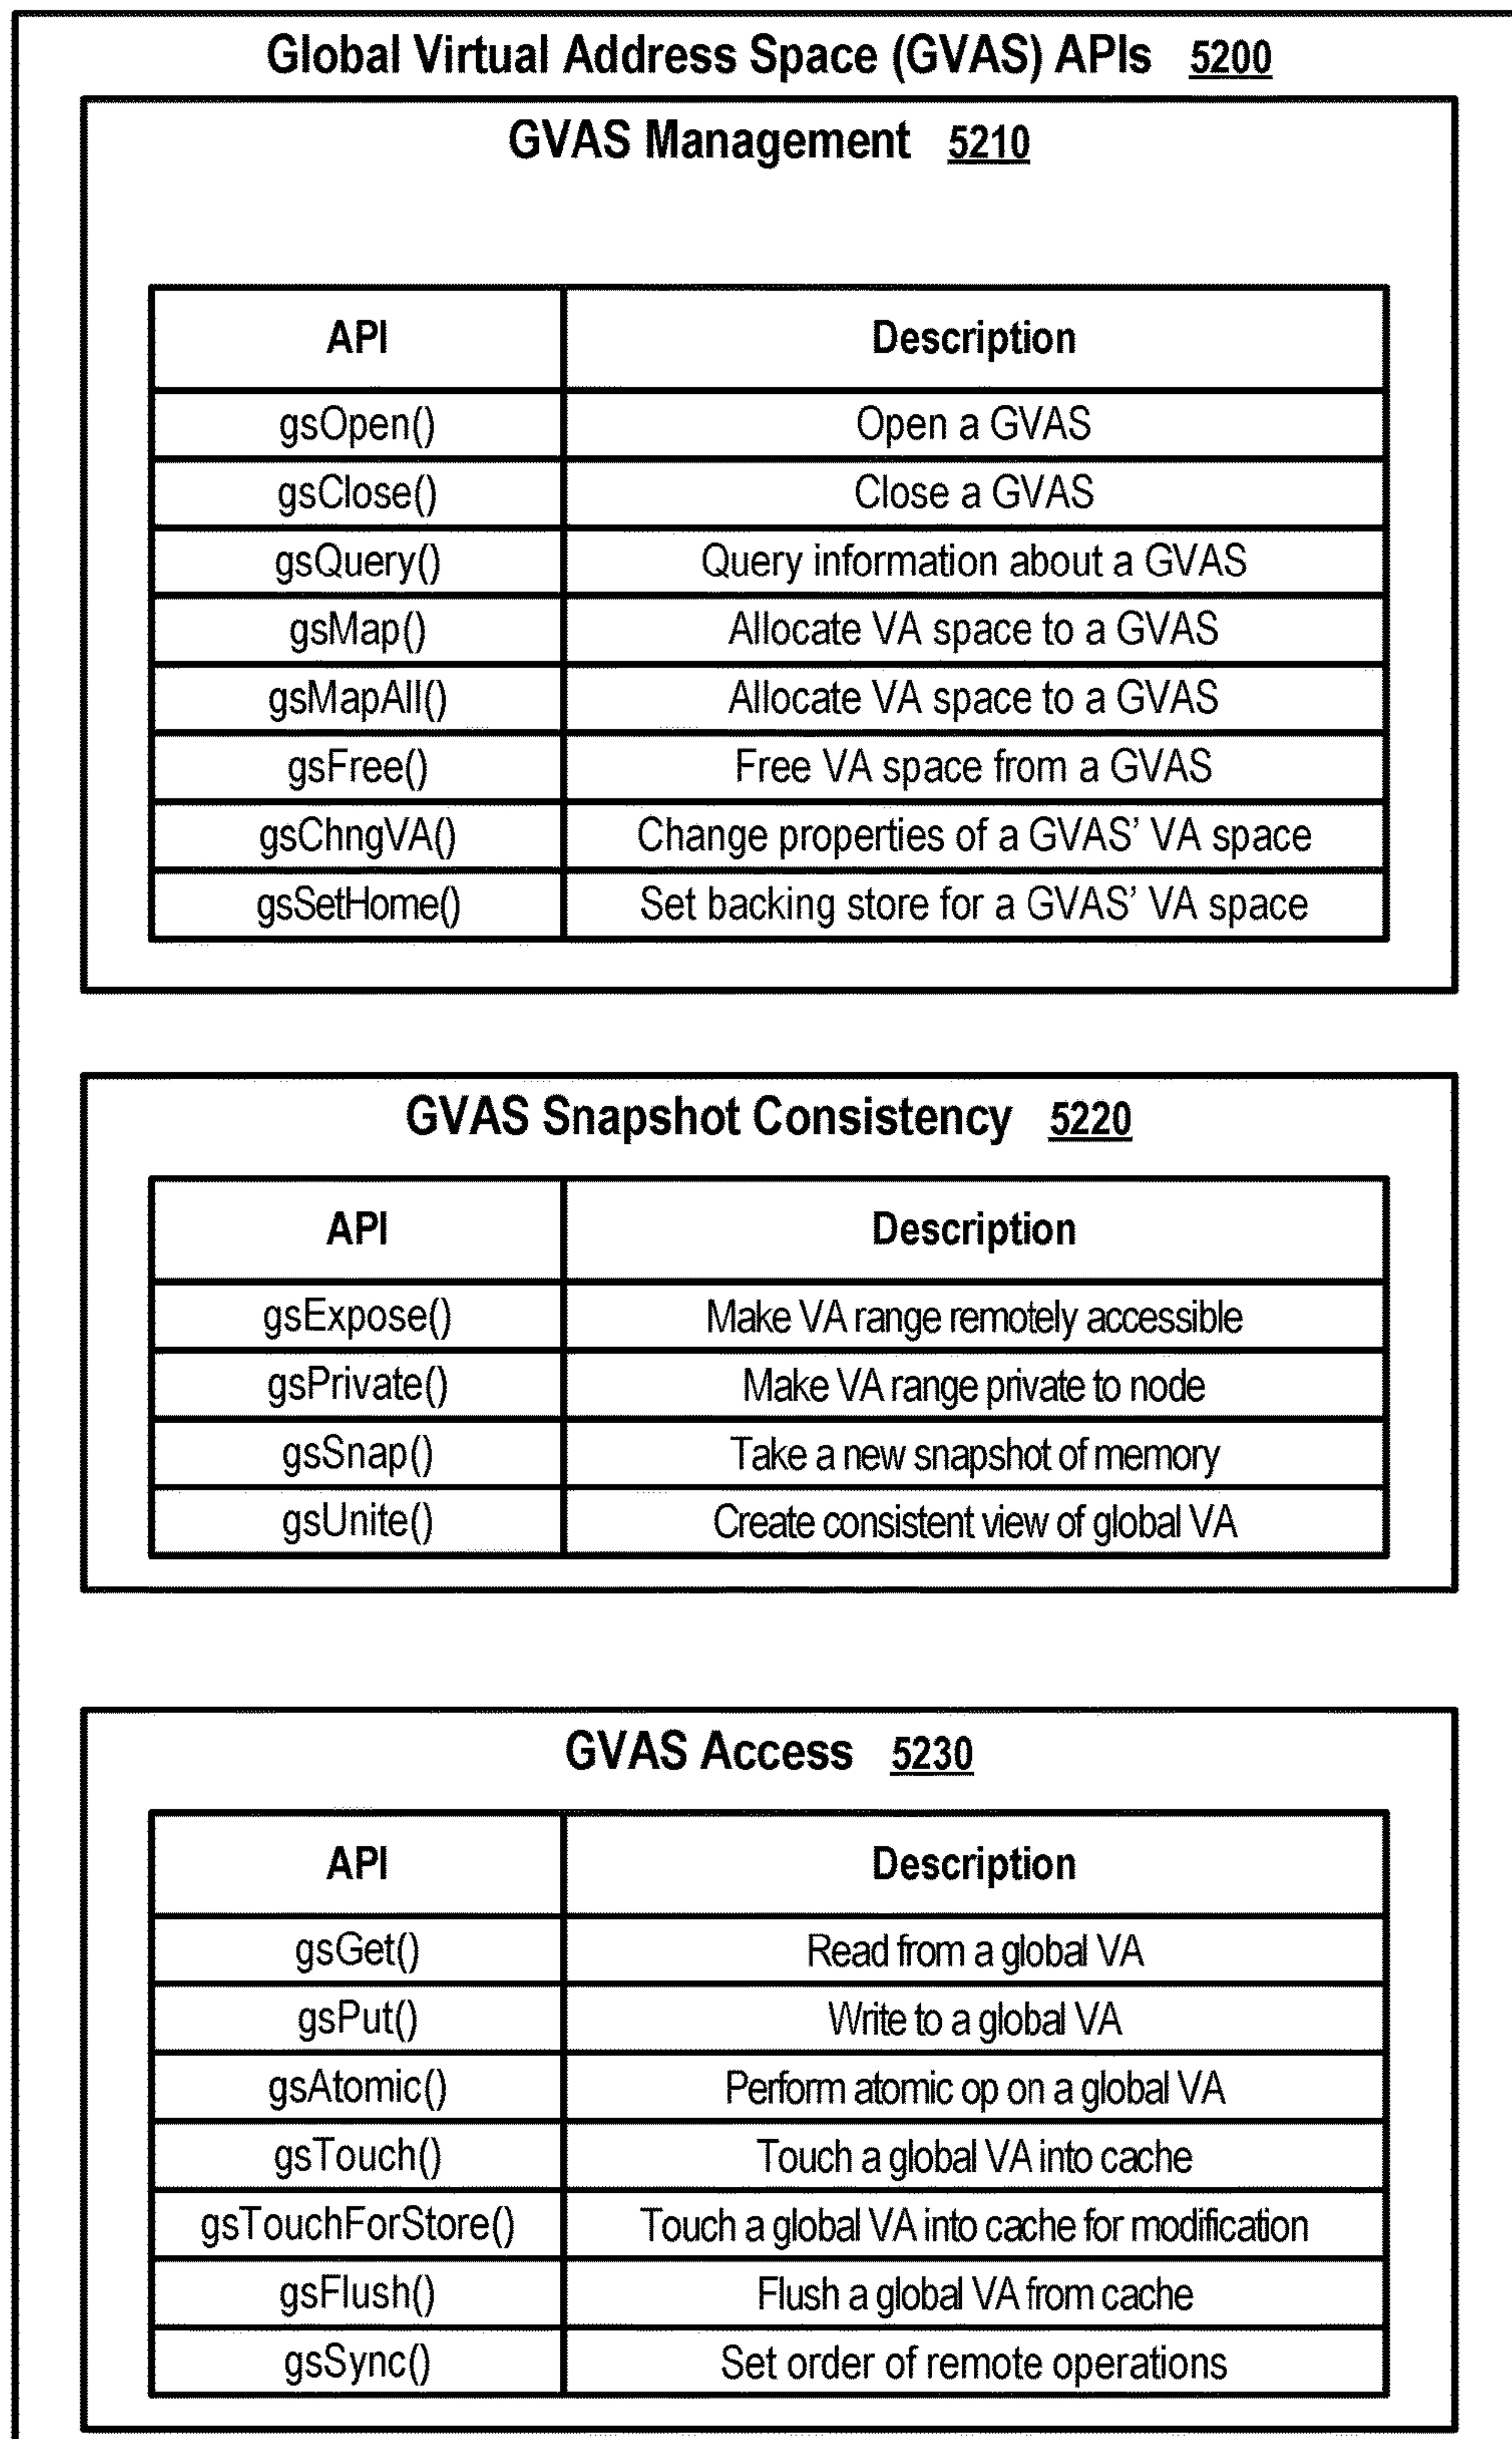 Global Virtual Address Space (GVAS) APIs 5200
GVAS Management 5210
API Description
gsOpen() Open a GVAS
gsClose() Close a GVAS
gsQuery() Query information about a GVAS
gsMap() Allocate VA space to a GVAS
gsMapAll() Allocate VA space to a GVAS
gsFree() Free VA space from a GVAS
gsChngVA() Change properties of a GVAS’ VA space
gsSetHome() Set backing store for a GVAS’ VA space
GVAS Snapshot Consistency 5220
API Description
gsExpose() Make VA range remotely accessible
gsPrivate() Make VA range private to node
gsSnap() Take a new snapshot of memory
gsUnite() Create consistent view of global VA
GVAS Access 5230
API Description
gsGet() Read from a global VA
gsPut() Write to a global VA
gsAtomic() Perform atomic op on a global VA
gsTouch() Touch a global VA into cache
gsTouchForStore() Touch a global VA into cache for modification
gsFlush() Flush a global VA from cache
gsSync() Set order of remote operations